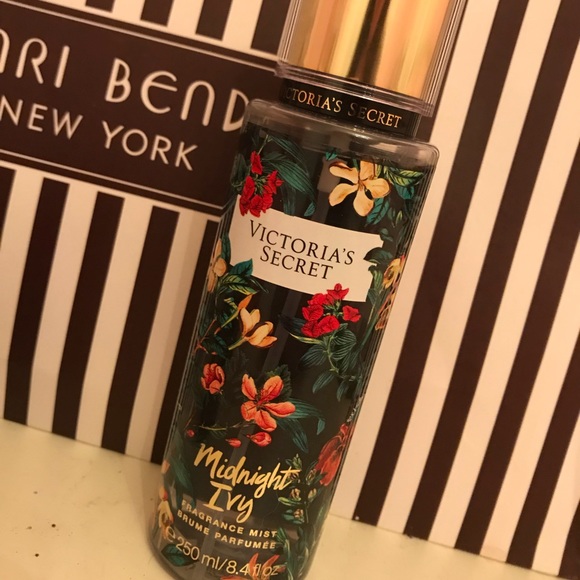 ARI BEND
NEW YORK
VICTORIA'S SECRET
VICTORIA'S
SECRET
Midnight
Ivy
FRAGRANCE MIST
BRUME PARFUMÉE
℮ 250 ml/8.4 fl oz